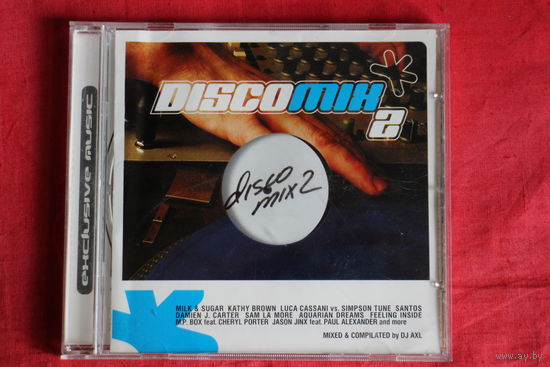 exclusive music
DISCOMIX
2
disco
mix 2
MILK & SUGAR KATHY BROWN LUCA CASSANI vs. SIMPSON TUNE SANTOS
DAMIEN J. CARTER SAM LA MORE AQUARIAN DREAMS FEELING INSIDE
M.P. BOX feat. CHERYL PORTER JASON JINX feat. PAUL ALEXANDER and more
MIXED & COMPILATED by DJ AXL
www.ay.by